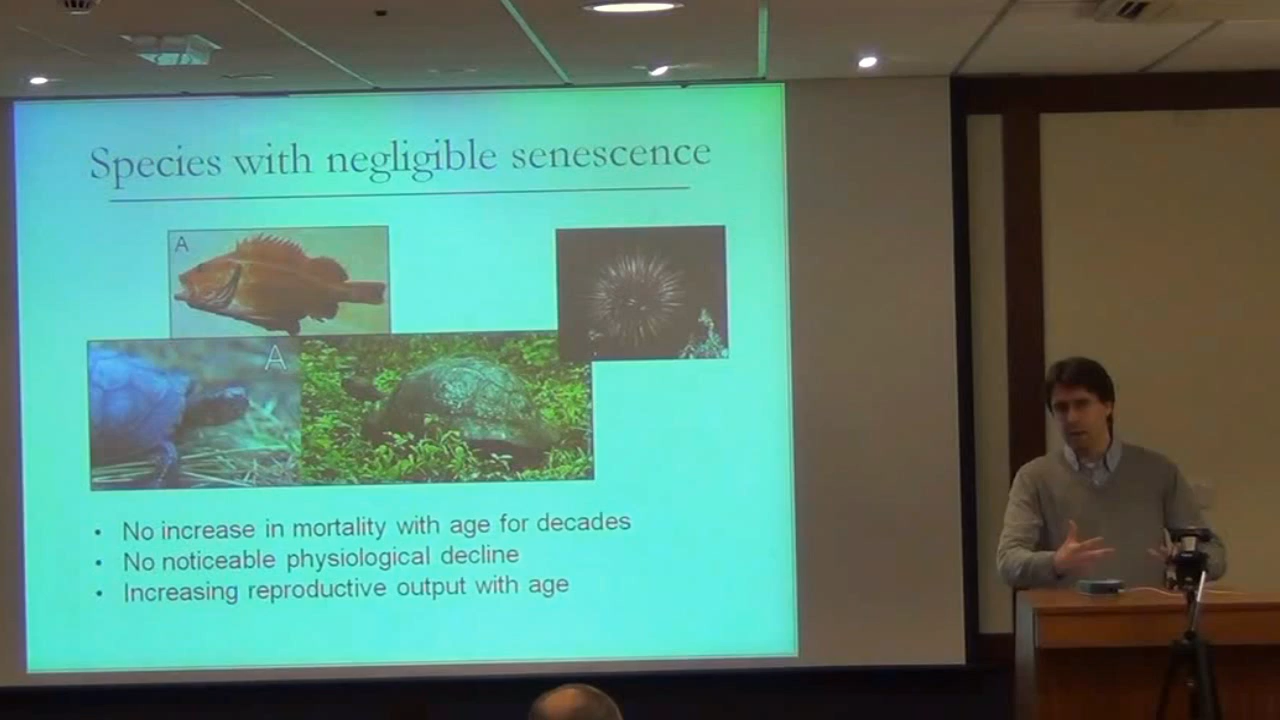 Species with negligible senescence
A
A
• No increase in mortality with age for decades
• No noticeable physiological decline
• Increasing reproductive output with age